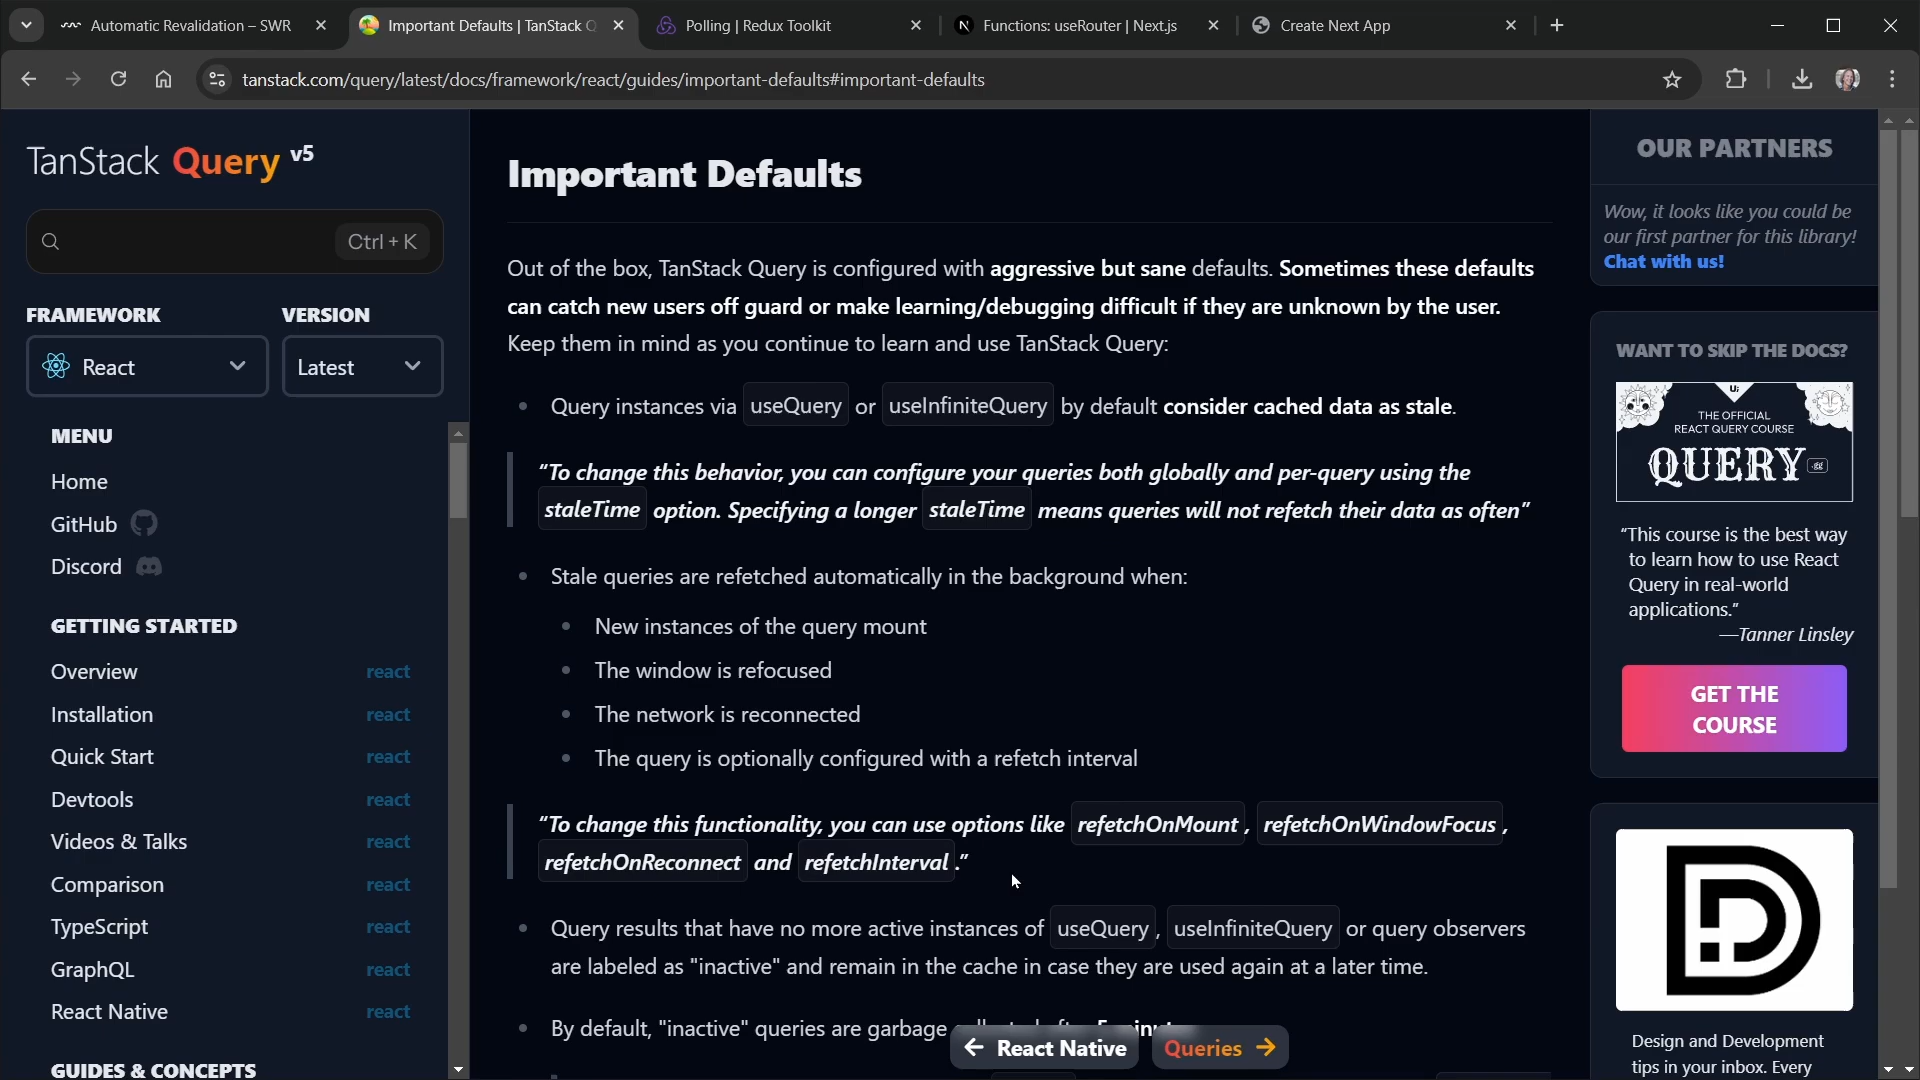 Automatic Revalidation – SWR
Important Defaults | TanStack Q
Polling | Redux Toolkit
Functions: useRouter | Next.js
Create Next App
tanstack.com/query/latest/docs/framework/react/guides/important-defaults#important-defaults
TanStack Query v5
Ctrl + K
FRAMEWORK
VERSION
React
Latest
MENU
Home
GitHub
Discord
GETTING STARTED
Overview react
Installation react
Quick Start react
Devtools react
Videos & Talks react
Comparison react
TypeScript react
GraphQL react
React Native react
GUIDES & CONCEPTS
Important Defaults
Out of the box, TanStack Query is configured with aggressive but sane defaults. Sometimes these defaults
can catch new users off guard or make learning/debugging difficult if they are unknown by the user.
Keep them in mind as you continue to learn and use TanStack Query:
Query instances via useQuery or useInfiniteQuery by default consider cached data as stale.
“To change this behavior, you can configure your queries both globally and per-query using the
staleTime option. Specifying a longer staleTime means queries will not refetch their data as often”
Stale queries are refetched automatically in the background when:
New instances of the query mount
The window is refocused
The network is reconnected
The query is optionally configured with a refetch interval
“To change this functionality, you can use options like refetchOnMount, refetchOnWindowFocus,
refetchOnReconnect and refetchInterval.”
Query results that have no more active instances of useQuery, useInfiniteQuery or query observers
are labeled as "inactive" and remain in the cache in case they are used again at a later time.
By default, "inactive" queries are garbage
React Native
Queries
OUR PARTNERS
Wow, it looks like you could be
our first partner for this library!
Chat with us!
WANT TO SKIP THE DOCS?
Ui
THE OFFICIAL
REACT QUERY COURSE
QUERY
“This course is the best way
to learn how to use React
Query in real-world
applications.”
—Tanner Linsley
GET THE
COURSE
Design and Development
tips in your inbox. Every